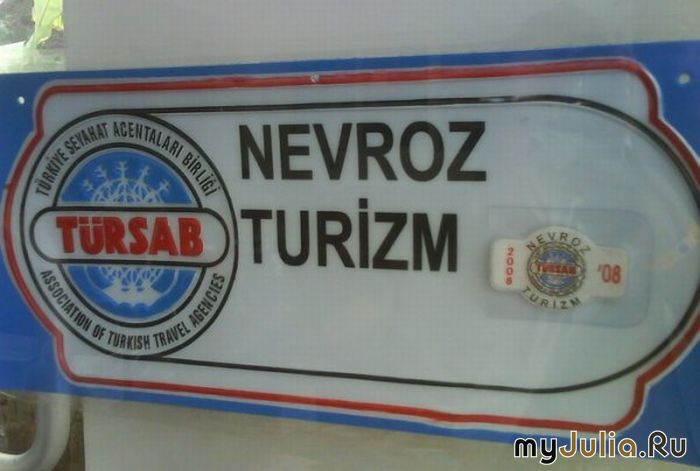 TÜRKİYE SEYAHAT ACENTALARI BİRLİĞİ
TÜRSAB
ASSOCIATION OF TURKISH TRAVEL AGENCIES
NEVROZ
TURİZM
NEVROZ
2008
TÜRSAB
'08
TURİZM
myJulia.Ru